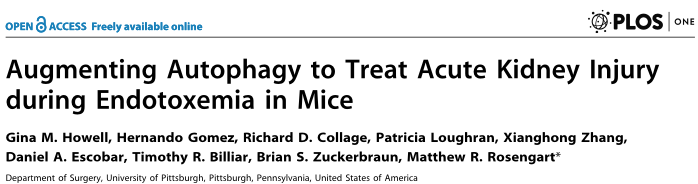 OPEN ACCESS Freely available online
PLOS ONE
Augmenting Autophagy to Treat Acute Kidney Injury
during Endotoxemia in Mice
Gina M. Howell, Hernando Gomez, Richard D. Collage, Patricia Loughran, Xianghong Zhang,
Daniel A. Escobar, Timothy R. Billiar, Brian S. Zuckerbraun, Matthew R. Rosengart*
Department of Surgery, University of Pittsburgh, Pittsburgh, Pennsylvania, United States of America